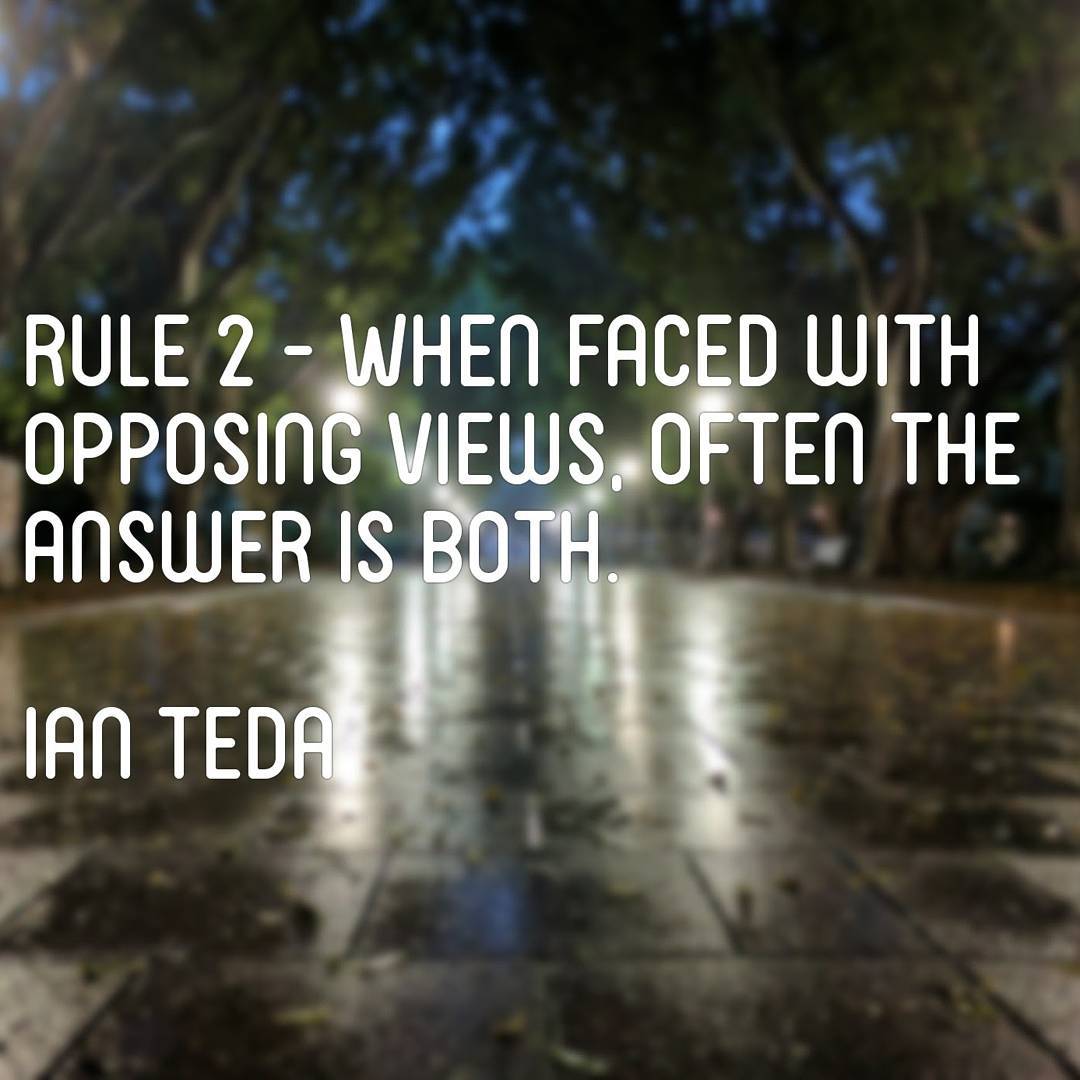 RULE 2 - WHEN FACED WITH
OPPOSING VIEWS, OFTEN THE
ANSWER IS BOTH.
IAN TEDA